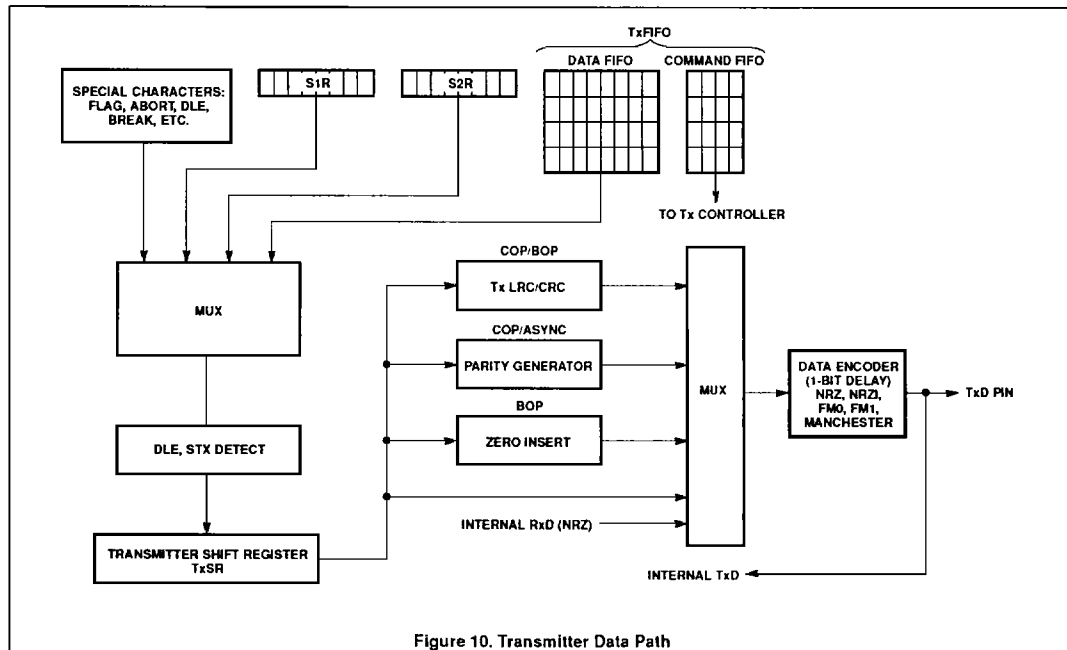 TxFIFO
DATA FIFO
COMMAND FIFO
SPECIAL CHARACTERS:
FLAG, ABORT, DLE,
BREAK, ETC.
S1R
S2R
TO Tx CONTROLLER
MUX
COP/BOP
Tx LRC/CRC
COP/ASYNC
PARITY GENERATOR
BOP
ZERO INSERT
MUX
DATA ENCODER
(1-BIT DELAY)
NRZ, NRZI,
FM0, FM1,
MANCHESTER
TxD PIN
DLE, STX DETECT
INTERNAL RxD (NRZ)
TRANSMITTER SHIFT REGISTER
TxSR
INTERNAL TxD
Figure 10. Transmitter Data Path